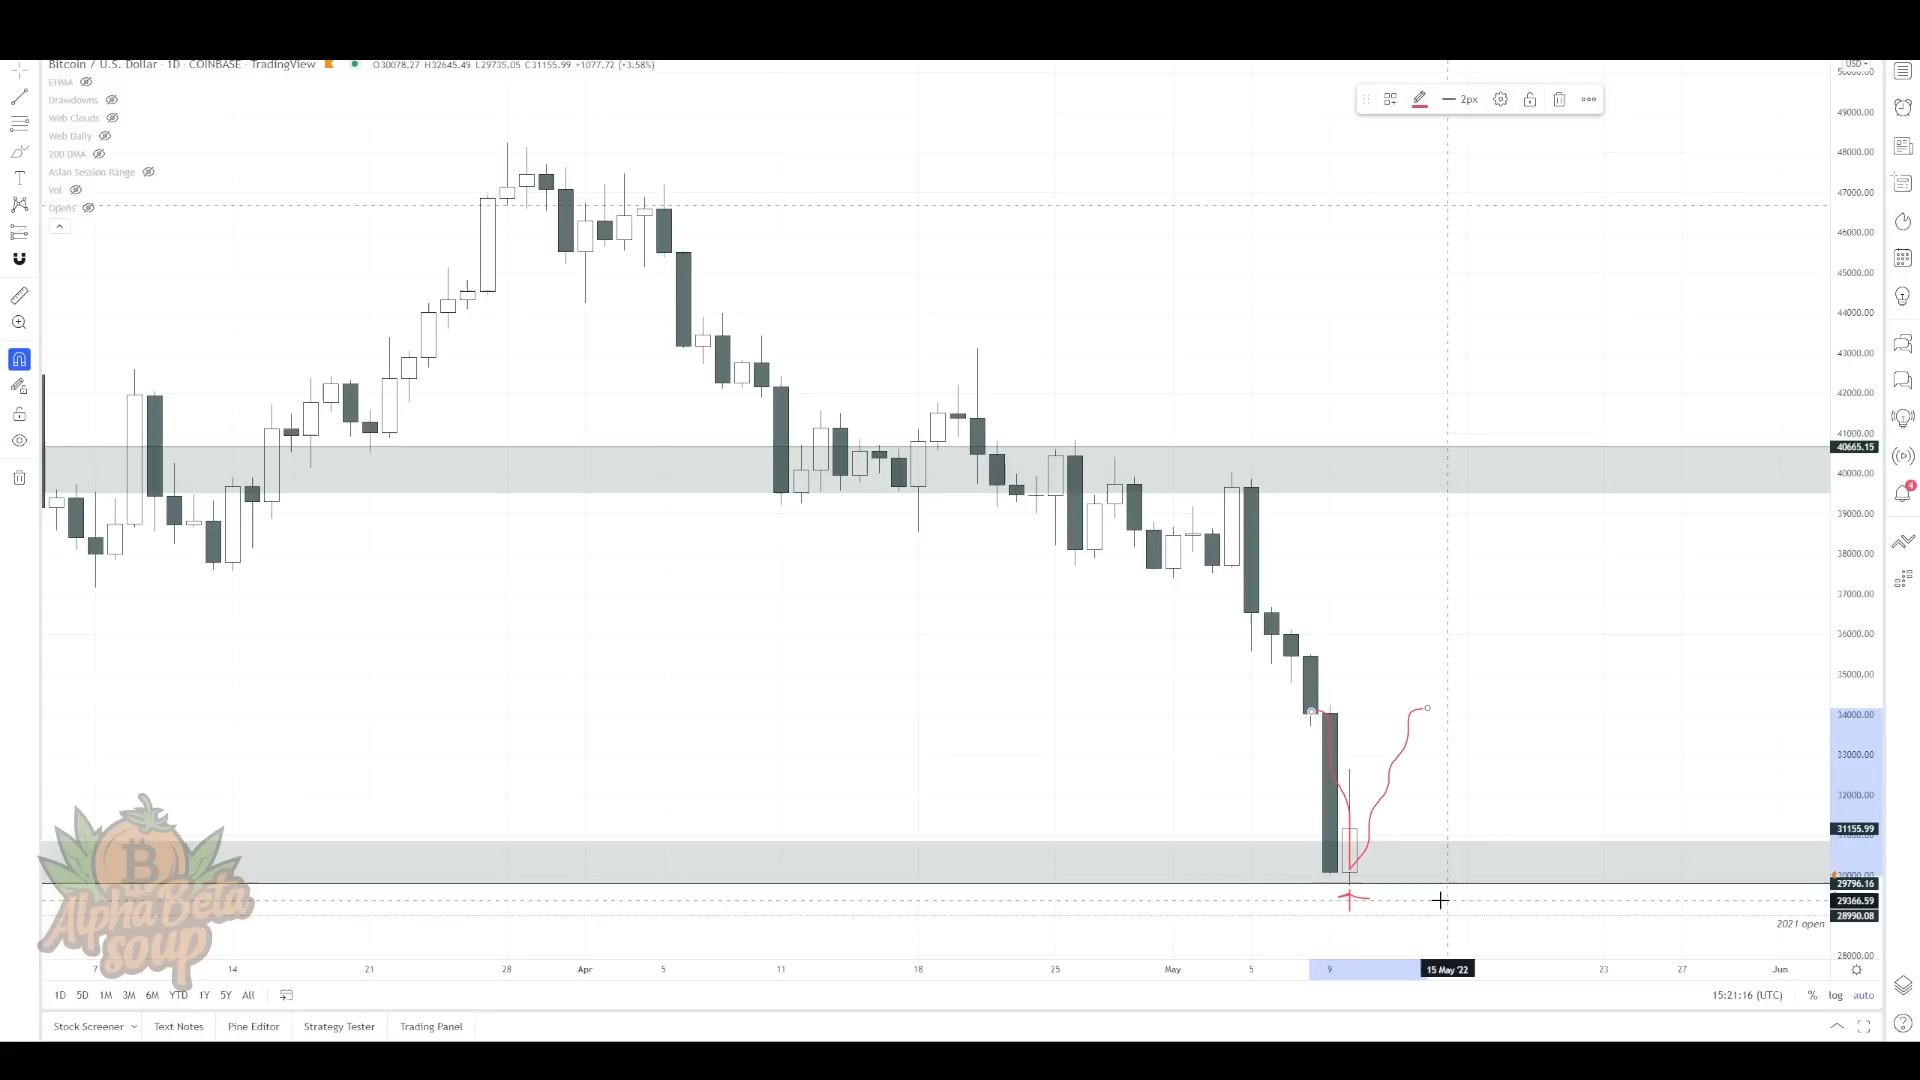 Bitcoin / U.S. Dollar · 1D · COINBASE · TradingView O30078.27 H32645.49 L29735.05 C31155.99 +1077.72 (+3.58%)
USD
50000.00
EHMA
Drawdowns
Web Clouds
Web Daily
200 DMA
Asian Session Range
Vol
Opens
2px
49000.00
48000.00
47000.00
46000.00
45000.00
44000.00
43000.00
42000.00
41000.00
40665.15
40000.00
39000.00
38000.00
37000.00
36000.00
35000.00
34000.00
33000.00
32000.00
31155.99
30000.00
29796.16
29366.59
28990.08
2021 open
28000.00
4
B
AlphaBeta
soup
7 14 21 28 Apr 5 11 18 25 May 5 9 15 May '22 23 27 Jun
1D 5D 1M 3M 6M YTD 1Y 5Y All 15:21:16 (UTC) % log auto
Stock Screener Text Notes Pine Editor Strategy Tester Trading Panel